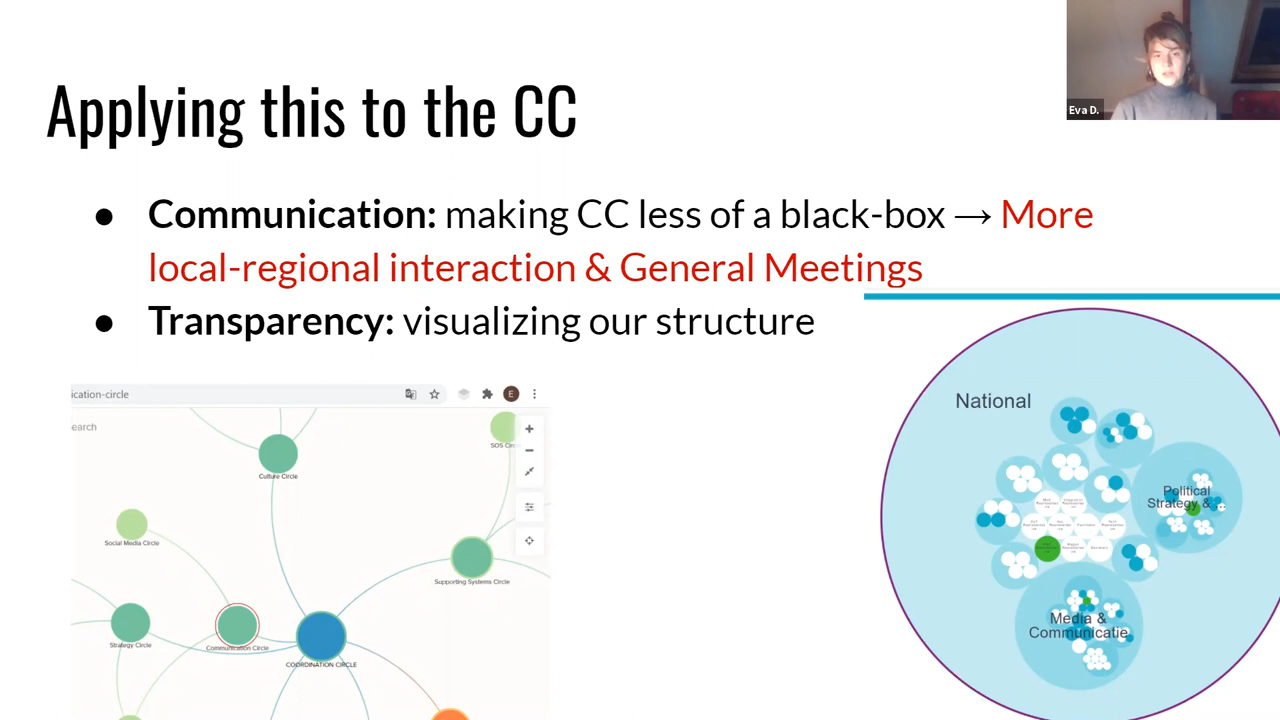 Eva D.
Applying this to the CC
● Communication: making CC less of a black-box → More
local-regional interaction & General Meetings
● Transparency: visualizing our structure
ication-circle
E
earch
SOS Circ
Culture Circle
Social Media Circle
Supporting Systems Circle
Strategy Circle
Communication Circle
COORDINATION CIRCLE
National
Political
Strategy &
Media &
Communicatie